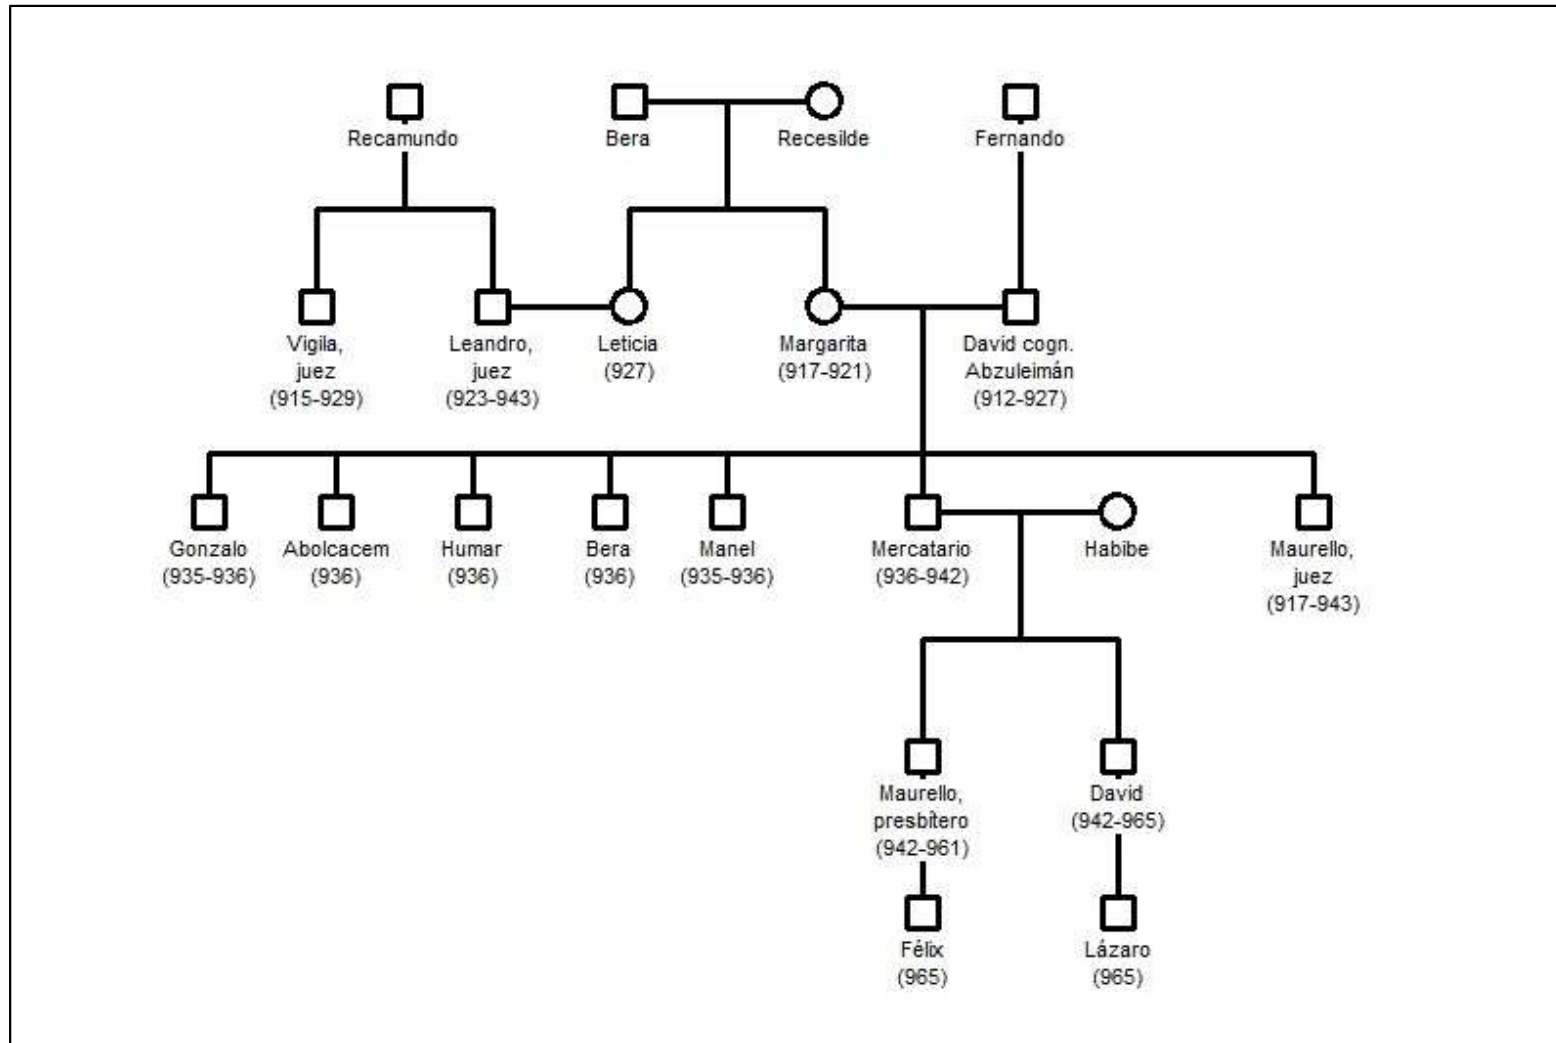 Recamundo
Bera
Recesilde
Fernando
Vigila,
juez
(915-929)
Leandro,
juez
(923-943)
Leticia
(927)
Margarita
(917-921)
David cogn.
Abzuleimán
(912-927)
Gonzalo
(935-936)
Abolcacem
(936)
Humar
(936)
Bera
(936)
Manel
(935-936)
Mercatario
(936-942)
Habibe
Maurello,
juez
(917-943)
Maurello,
presbítero
(942-961)
David
(942-965)
Félix
(965)
Lázaro
(965)